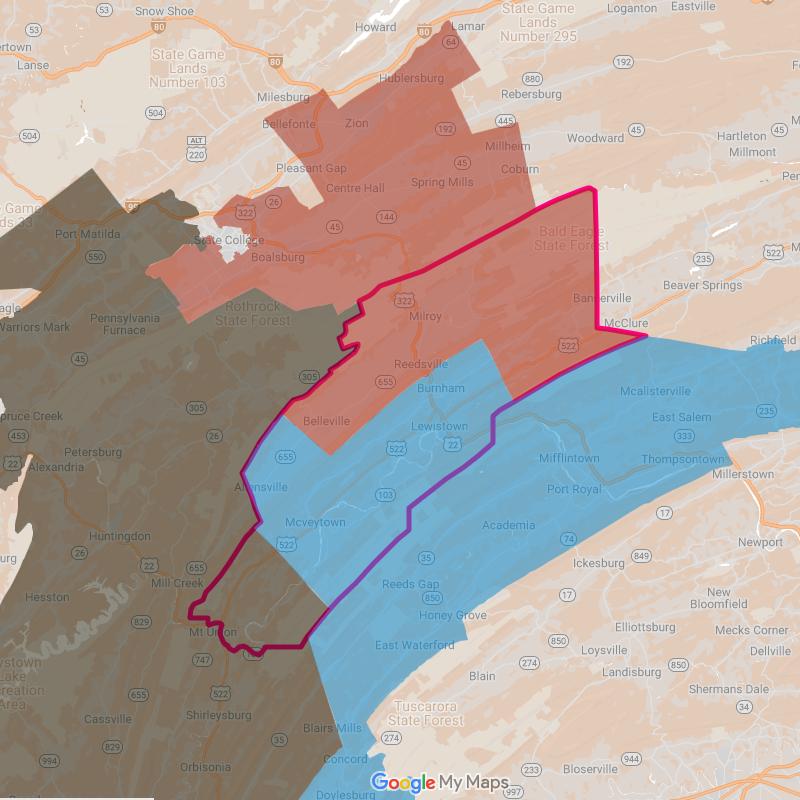 Snow Shoe
53
80
Howard
Lamar
State Game
Lands
Number 295
Loganton
Eastville
53
Lanse
State Game
Lands
Number 103
80
64
Hublersburg
880
Rebersburg
192
Milesburg
504
504
ALT
220
Bellefonte
Zion
192
445
Millheim
Woodward
45
Hartleton
45
Millmont
Pleasant Gap
Centre Hall
45
Spring Mills
Coburn
99
322
26
45
144
Port Matilda
State College
Boalsburg
550
Bald Eagle
State Forest
522
235
Beaver Springs
Bannerville
McClure
Rothrock
State Forest
322
Milroy
Pennsylvania
Furnace
Warriors Mark
45
522
Richfield
Reedsville
655
Burnham
305
305
Belleville
Mcalisterville
East Salem
235
Spruce Creek
453
26
Lewistown
22
522
333
Petersburg
22
Alexandria
655
Mifflintown
Thompsontown
Millerstown
Allensville
103
Port Royal
Mcveytown
Academia
17
Huntingdon
522
74
Newport
26
22
35
849
Ickesburg
655
Mill Creek
Reeds Gap
850
17
New
Bloomfield
Hesston
829
Honey Grove
Elliottsburg
Mt Union
East Waterford
850
Mecks Corner
Loysville
Dellville
747
274
850
Landisburg
Blain
655
522
Shermans Dale
34
Cassville
Shirleysburg
Tuscarora
State Forest
Blairs Mills
829
35
274
Concord
944
994
Orbisonia
233
Bloserville
74
Doylesburg
Google My Maps